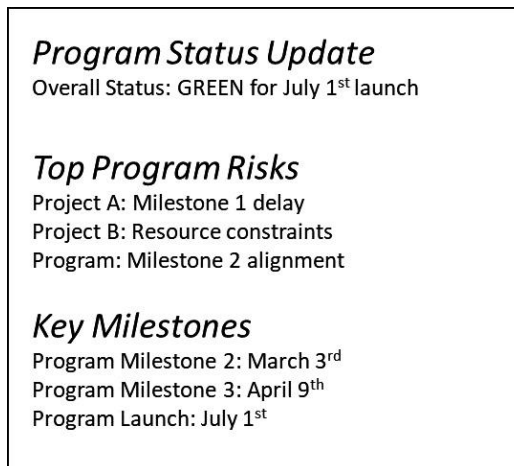 Program Status Update
Overall Status: GREEN for July 1st launch
Top Program Risks
Project A: Milestone 1 delay
Project B: Resource constraints
Program: Milestone 2 alignment
Key Milestones
Program Milestone 2: March 3rd
Program Milestone 3: April 9th
Program Launch: July 1st